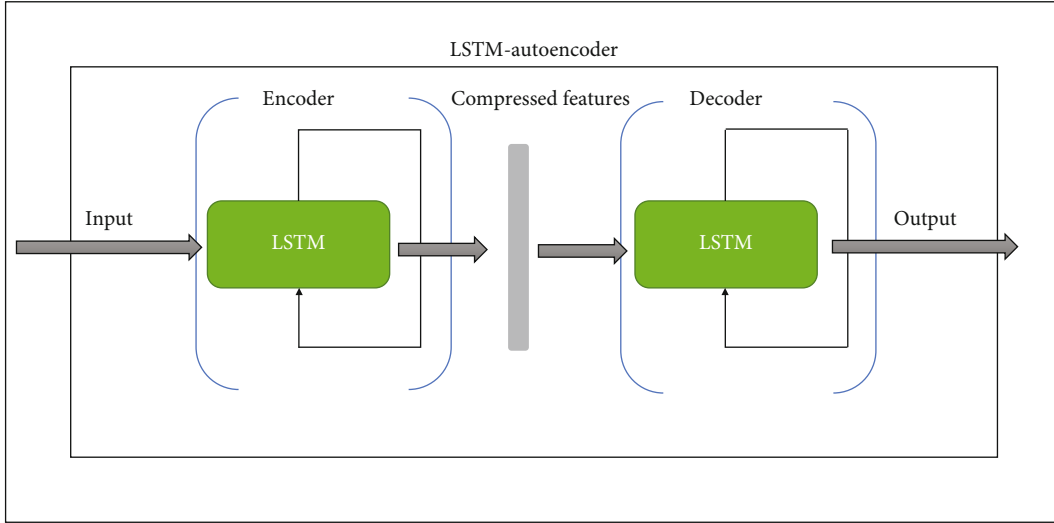 LSTM-autoencoder
Encoder
Compressed features
Decoder
Input
LSTM
LSTM
Output